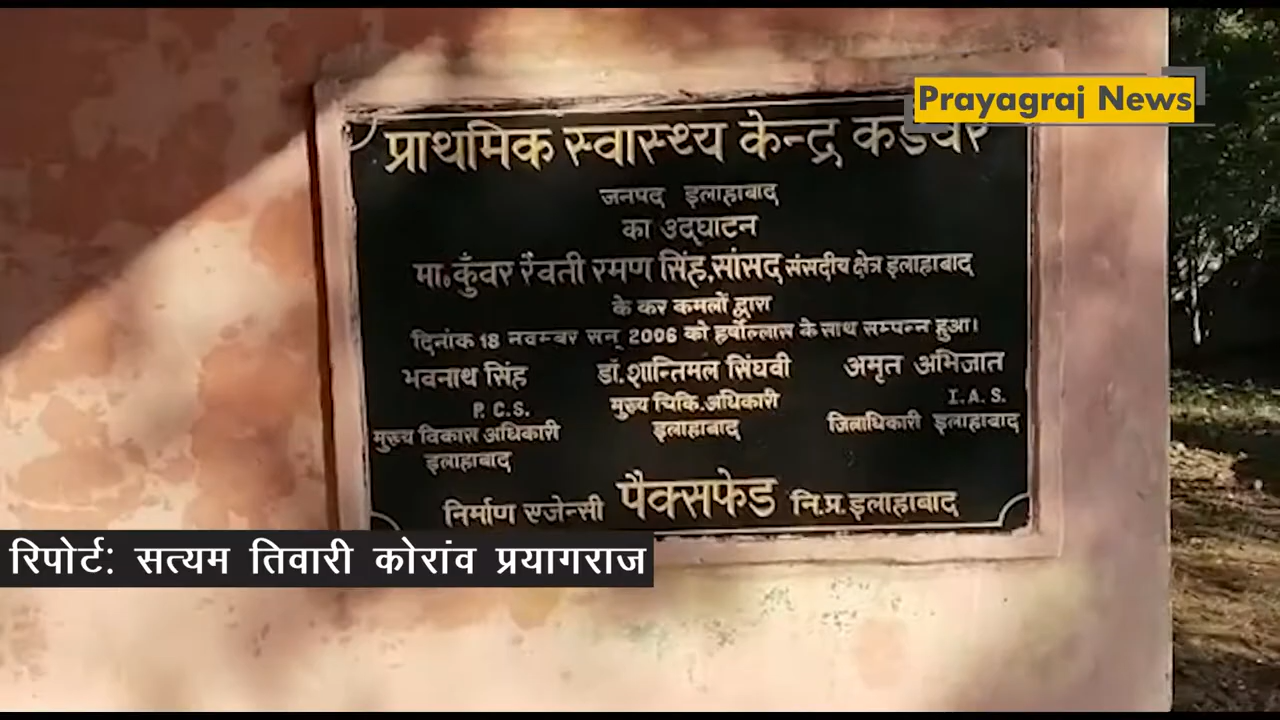 Prayagraj News
प्राथमिक स्वास्थ्य केन्द्र कडवर
जनपद इलाहाबाद
का उद्घाटन
मा॰कुँवर रेवती रमण सिंह,सांसद संसदीय क्षेत्र इलाहाबाद
के कर कमलों द्वारा
दिनांक 18 नवम्बर सन् 2006 को हर्षोल्लास के साथ सम्पन्न हुआ।
भवनाथ सिंह डॉ.शान्तिमल सिंघवी अमृत अभिजात
P.C.S. मुख्य चिकि.अधिकारी I.A.S.
मुख्य विकास अधिकारी इलाहाबाद जिलाधिकारी इलाहाबाद
इलाहाबाद
निर्माण एजेन्सी पैक्सफेड नि.प्र.इलाहाबाद
रिपोर्ट: सत्यम तिवारी कोरांव प्रयागराज